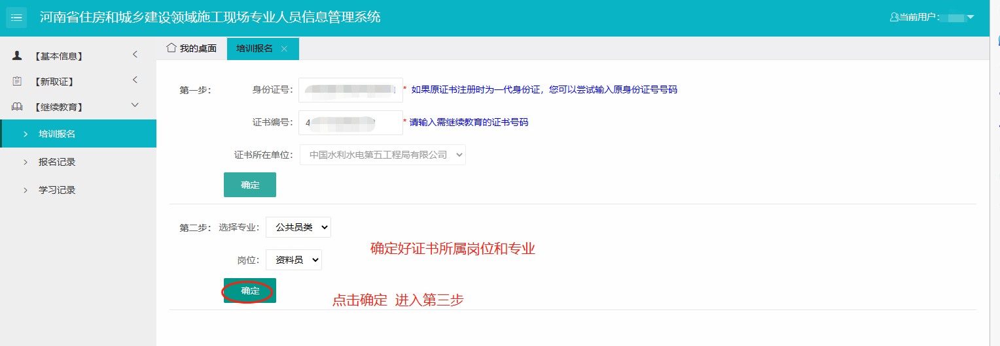 河南省住房和城乡建设领域施工现场专业人员信息管理系统
当前用户:
【基本信息】
【新取证】
【继续教育】
培训报名
报名记录
学习记录
我的桌面
培训报名
第一步: 身份证号: * 如果原证书注册时为一代身份证，您可以尝试输入原身份证号号码
证书编号: 4 * 请输入需继续教育的证书号码
证书所在单位: 中国水利水电第五工程局有限公司
确定
第二步: 选择专业: 公共员类
确定好证书所属岗位和专业
岗位: 资料员
确定
点击确定 进入第三步